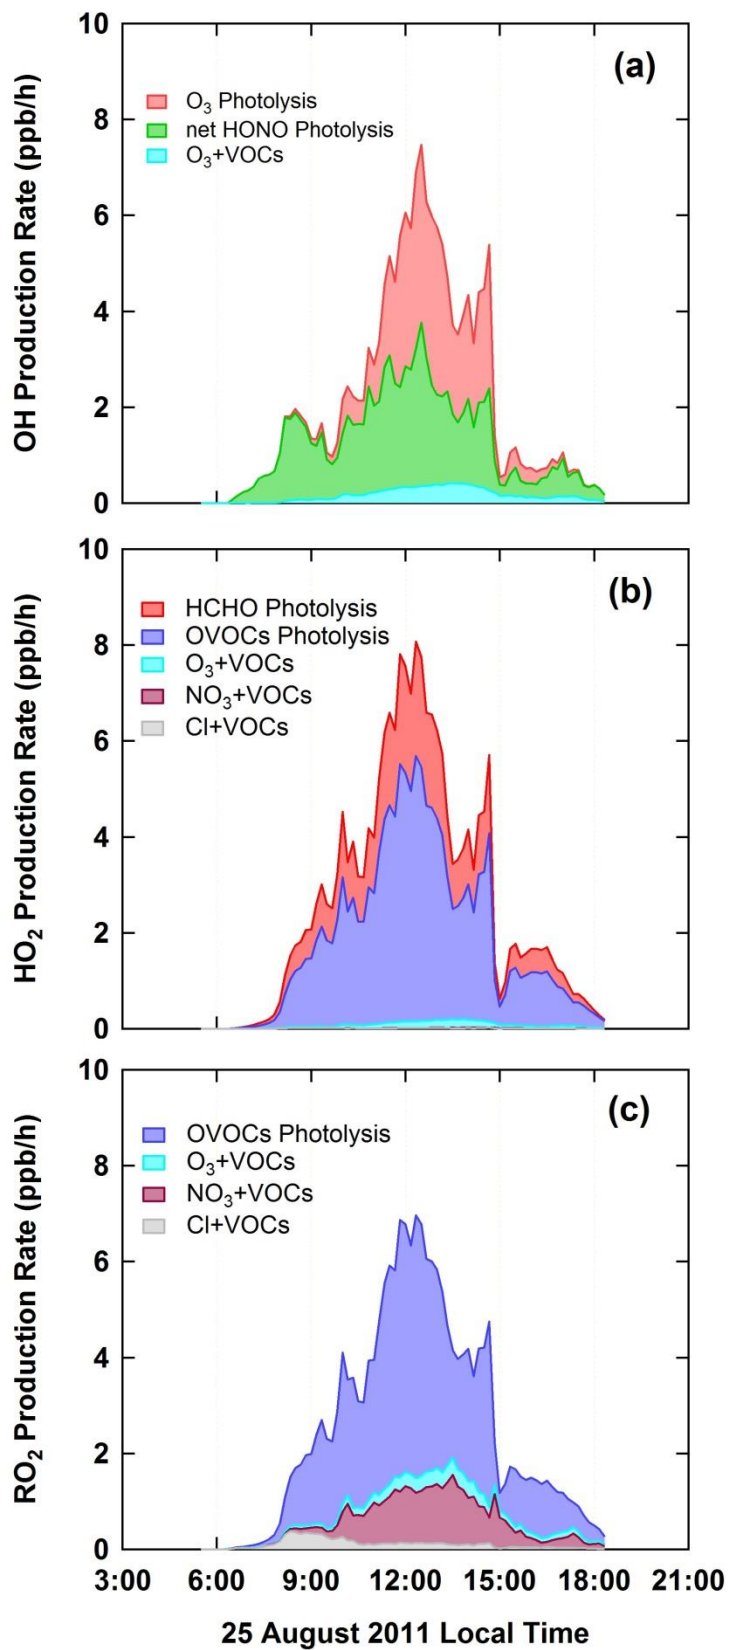 (a)
OH Production Rate (ppb/h)
10
8
6
4
2
0
O₃ Photolysis
net HONO Photolysis
O₃+VOCs
(b)
HO₂ Production Rate (ppb/h)
10
8
6
4
2
0
HCHO Photolysis
OVOCs Photolysis
O₃+VOCs
NO₃+VOCs
Cl+VOCs
(c)
RO₂ Production Rate (ppb/h)
10
8
6
4
2
0
OVOCs Photolysis
O₃+VOCs
NO₃+VOCs
Cl+VOCs
3:00 6:00 9:00 12:00 15:00 18:00 21:00
25 August 2011 Local Time